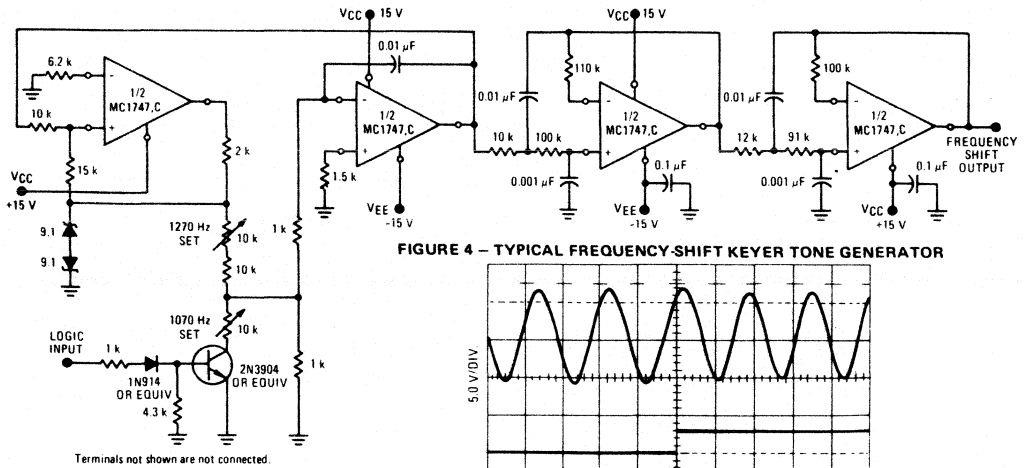 VCC 15 V
VCC 15 V
6.2 k
0.01 µF
110 k
100 k
–
1/2
MC1747,C
+
10 k
–
1/2
MC1747,C
+
0.01 µF
–
1/2
MC1747,C
+
0.01 µF
–
1/2
MC1747,C
+
FREQUENCY
SHIFT
OUTPUT
2 k
15 k
10 k
100 k
12 k
91 k
VCC
+15 V
1.5 k
0.001 µF
0.1 µF
0.001 µF
0.1 µF
VEE
-15 V
VEE
-15 V
VCC
+15 V
9.1
9.1
1270 Hz
SET
10 k
10 k
1 k
FIGURE 4 – TYPICAL FREQUENCY-SHIFT KEYER TONE GENERATOR
1070 Hz
SET
10 k
LOGIC
INPUT
1 k
1N914
OR EQUIV
2N3904
OR EQUIV
1 k
4.3 k
5.0 V/DIV
Terminals not shown are not connected.